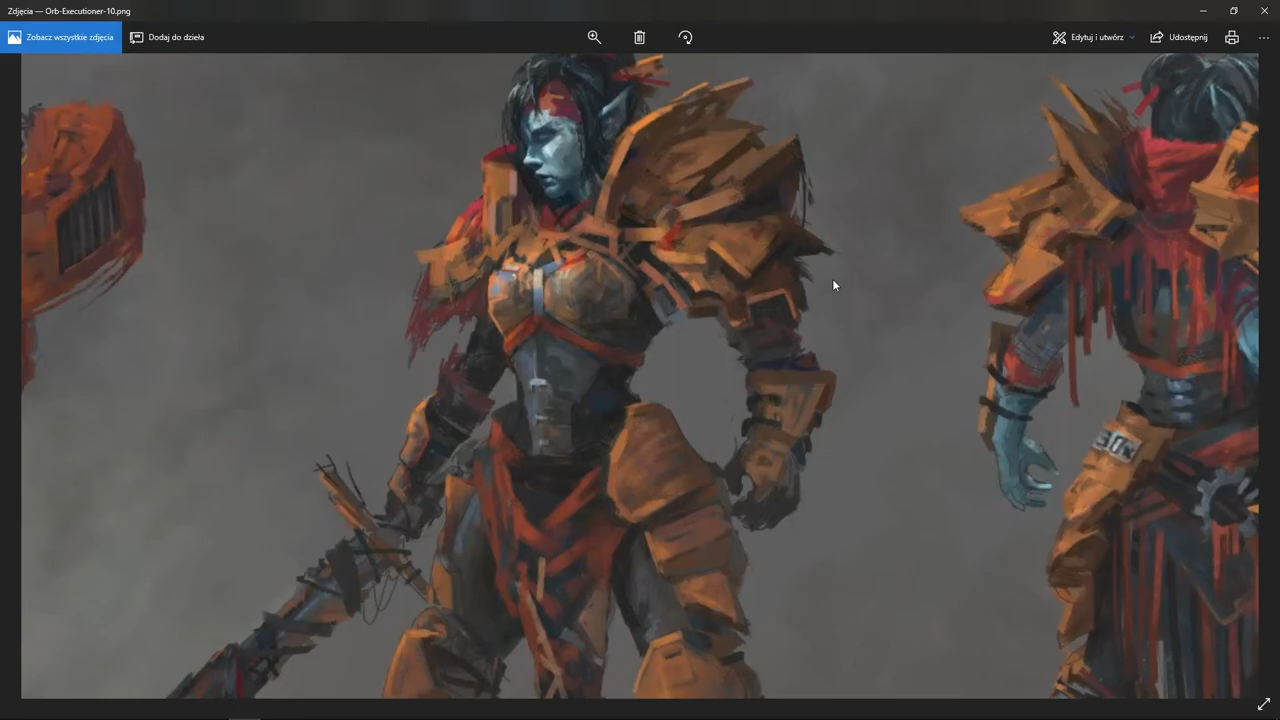 Zdjęcia — Orb-Executioner-10.png
Zobacz wszystkie zdjęcia
Dodaj do dzieła
Edytuj i utwórz
Udostępnij